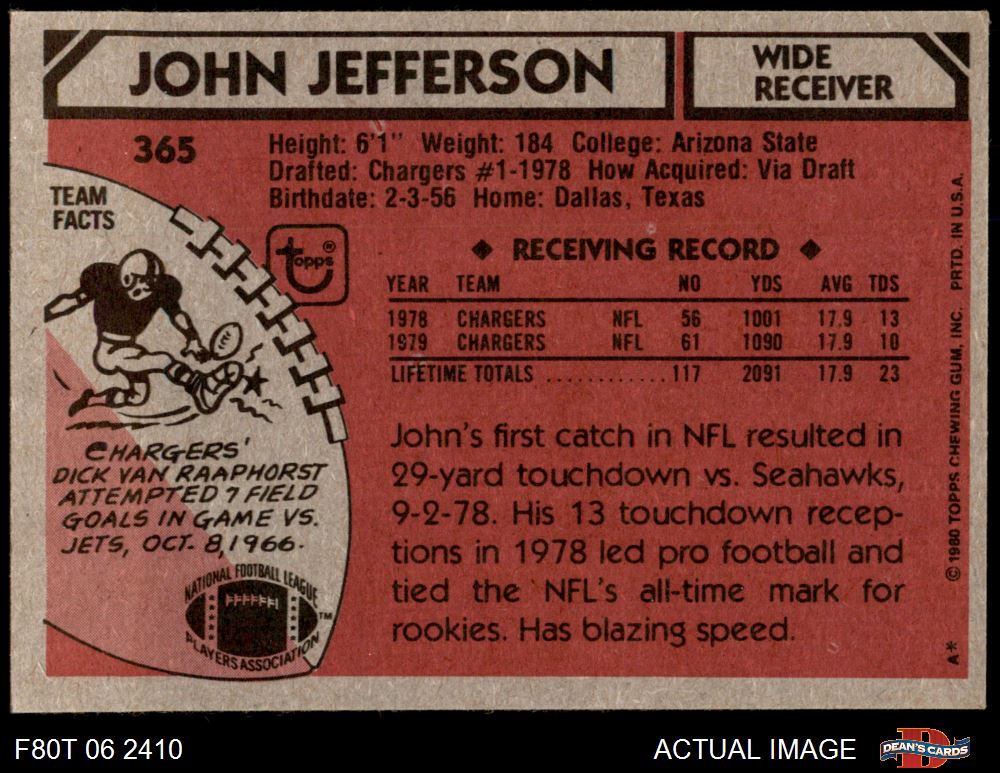 JOHN JEFFERSON
WIDE
RECEIVER
365
Height: 6'1" Weight: 184 College: Arizona State
Drafted: Chargers #1-1978 How Acquired: Via Draft
Birthdate: 2-3-56 Home: Dallas, Texas
TEAM
FACTS
topps®
◆ RECEIVING RECORD ◆
YEAR TEAM NO YDS AVG TDS
1978 CHARGERS NFL 56 1001 17.9 13
1979 CHARGERS NFL 61 1090 17.9 10
LIFETIME TOTALS ............ 117 2091 17.9 23
CHARGERS'
DICK VAN RAAPHORST
ATTEMPTED 7 FIELD
GOALS IN GAME VS.
JETS, OCT. 8, 1966.
NATIONAL FOOTBALL LEAGUE
PLAYERS ASSOCIATION
NFLPA
TM
John's first catch in NFL resulted in
29-yard touchdown vs. Seahawks,
9-2-78. His 13 touchdown recep-
tions in 1978 led pro football and
tied the NFL's all-time mark for
rookies. Has blazing speed.
A* © 1980 TOPPS CHEWING GUM, INC. PRTD. IN U.S.A.
F80T 06 2410
ACTUAL IMAGE
DEAN'S CARDS